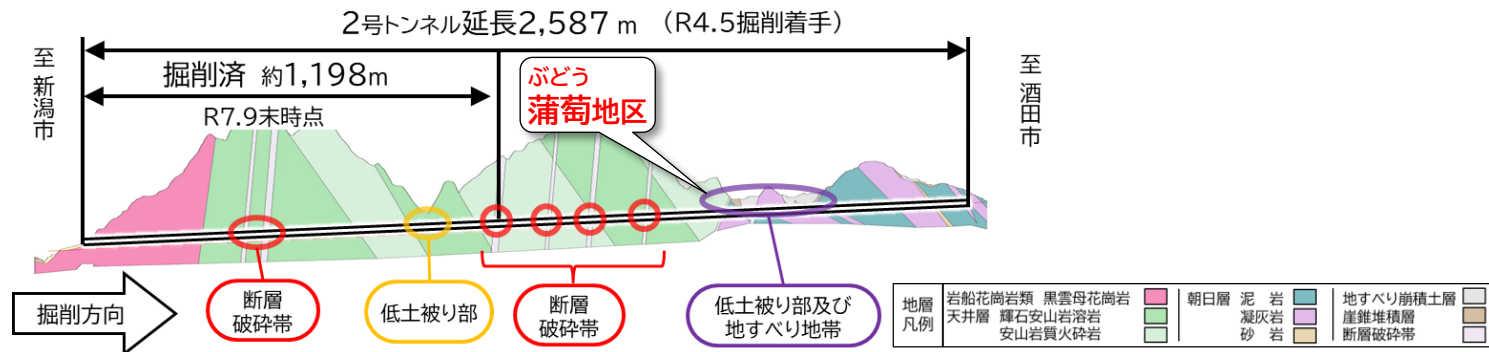 2号トンネル延長2,587 m （R4.5掘削着手）
至 新潟市
掘削済 約1,198m
R7.9末時点
ぶどう
蒲萄地区
至 酒田市
掘削方向
断層
破砕帯
低土被り部
断層
破砕帯
低土被り部及び
地すべり地帯
地層
凡例
岩船花崗岩類 黒雲母花崗岩
天井層 輝石安山岩溶岩
安山岩質火砕岩
朝日層 泥 岩
凝灰岩
砂 岩
地すべり崩積土層
崖錐堆積層
断層破砕帯